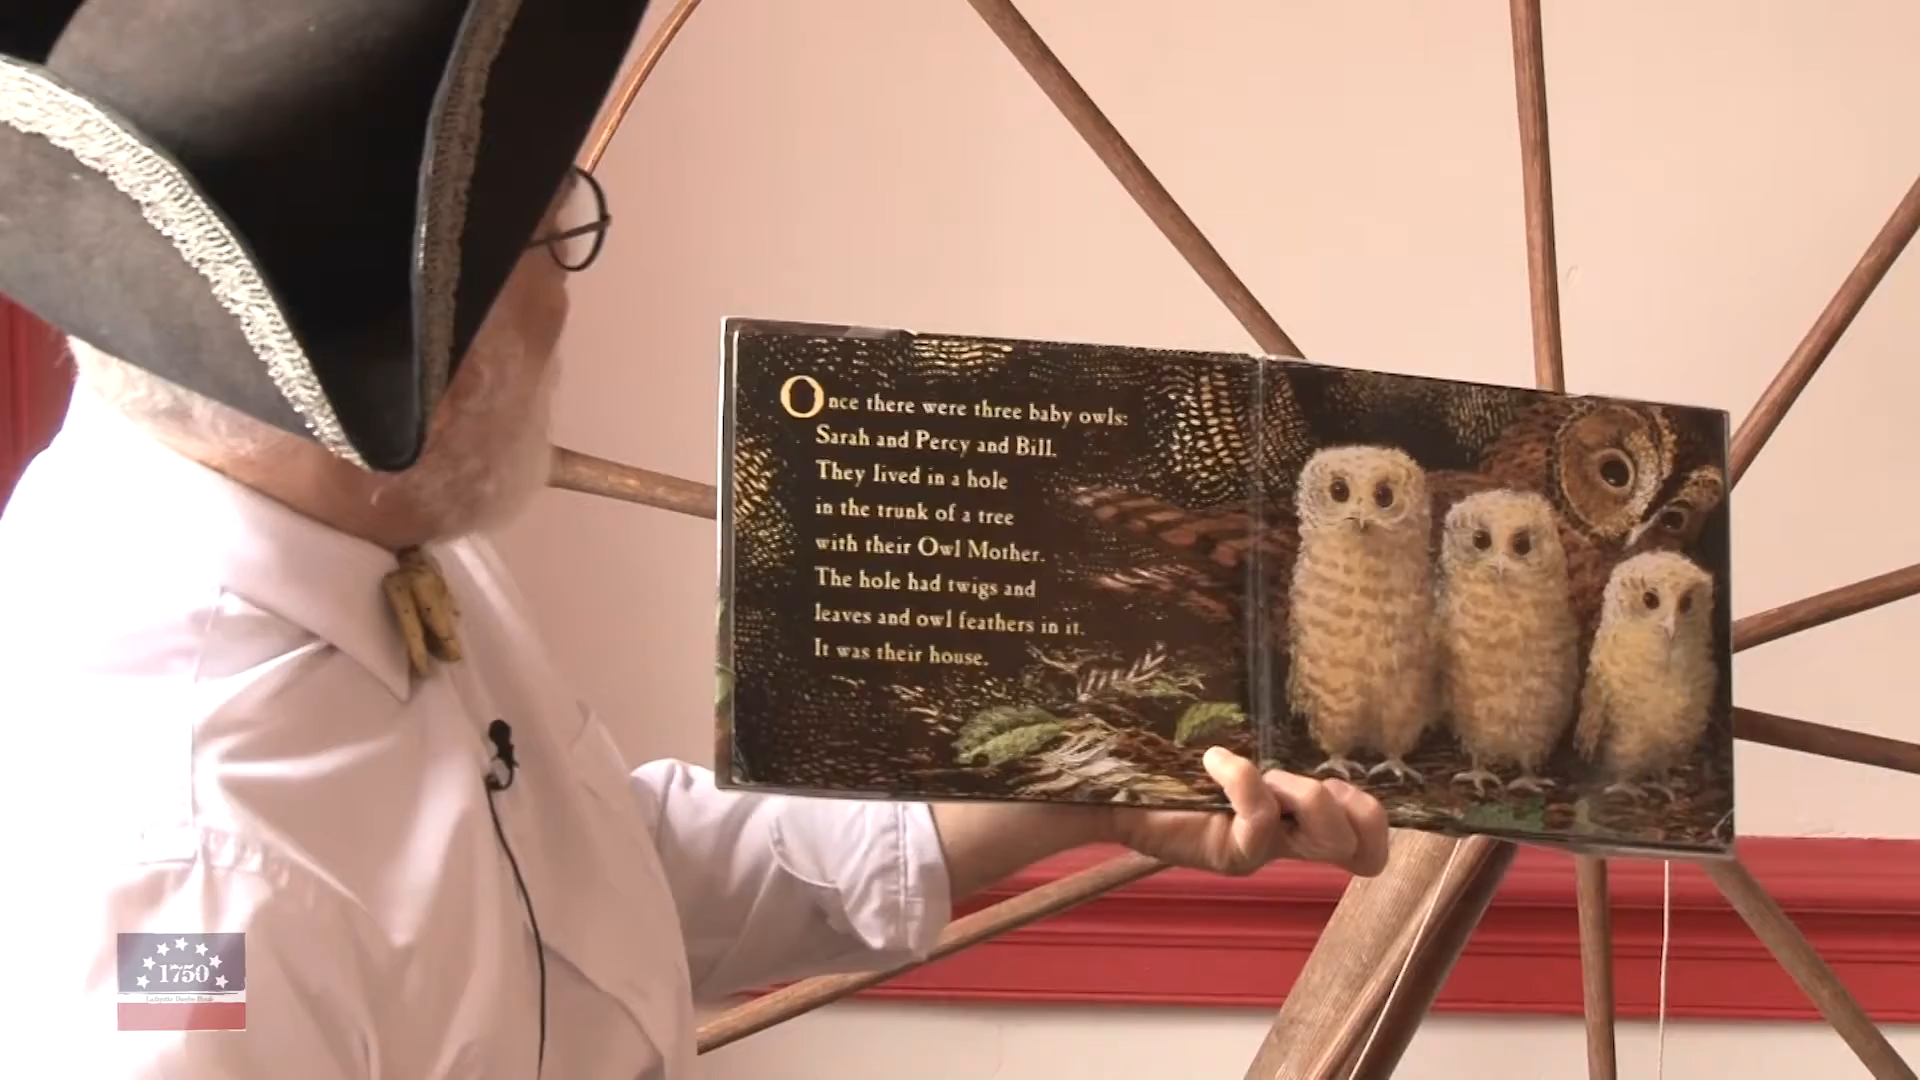 Once there were three baby owls:
Sarah and Percy and Bill.
They lived in a hole
in the trunk of a tree
with their Owl Mother.
The hole had twigs and
leaves and owl feathers in it.
It was their house.
1750